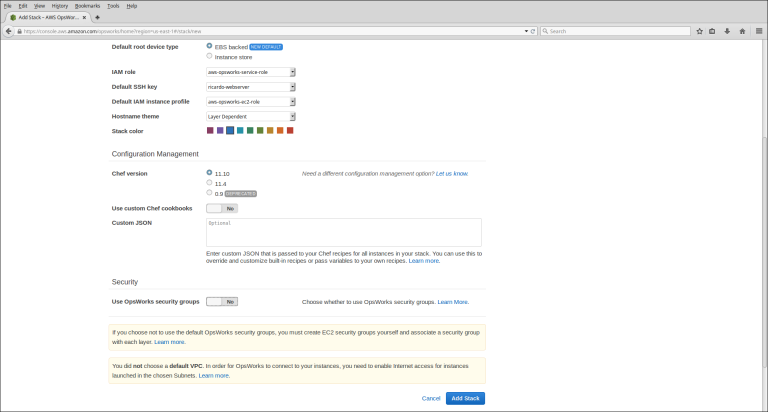 File Edit View History Bookmarks Tools Help
Add Stack – AWS OpsWor...
https://console.aws.amazon.com/opsworks/home?region=us-east-1#/stack/new
Search
Default root device type
EBS backed NEW DEFAULT
Instance store
IAM role aws-opsworks-service-role
Default SSH key ricardo-webserver
Default IAM instance profile aws-opsworks-ec2-role
Hostname theme Layer Dependent
Stack color
Configuration Management
Chef version 11.10 Need a different configuration management option? Let us know.
11.4
0.9 DEPRECATED
Use custom Chef cookbooks No
Custom JSON Optional
Enter custom JSON that is passed to your Chef recipes for all instances in your stack. You can use this to
override and customize built-in recipes or pass variables to your own recipes. Learn more.
Security
Use OpsWorks security groups No Choose whether to use OpsWorks security groups. Learn More.
If you choose not to use the default OpsWorks security groups, you must create EC2 security groups yourself and associate a security group
with each layer. Learn more.
You did not choose a default VPC. In order for OpsWorks to connect to your instances, you need to enable Internet access for instances
launched in the chosen Subnets. Learn more.
Cancel Add Stack